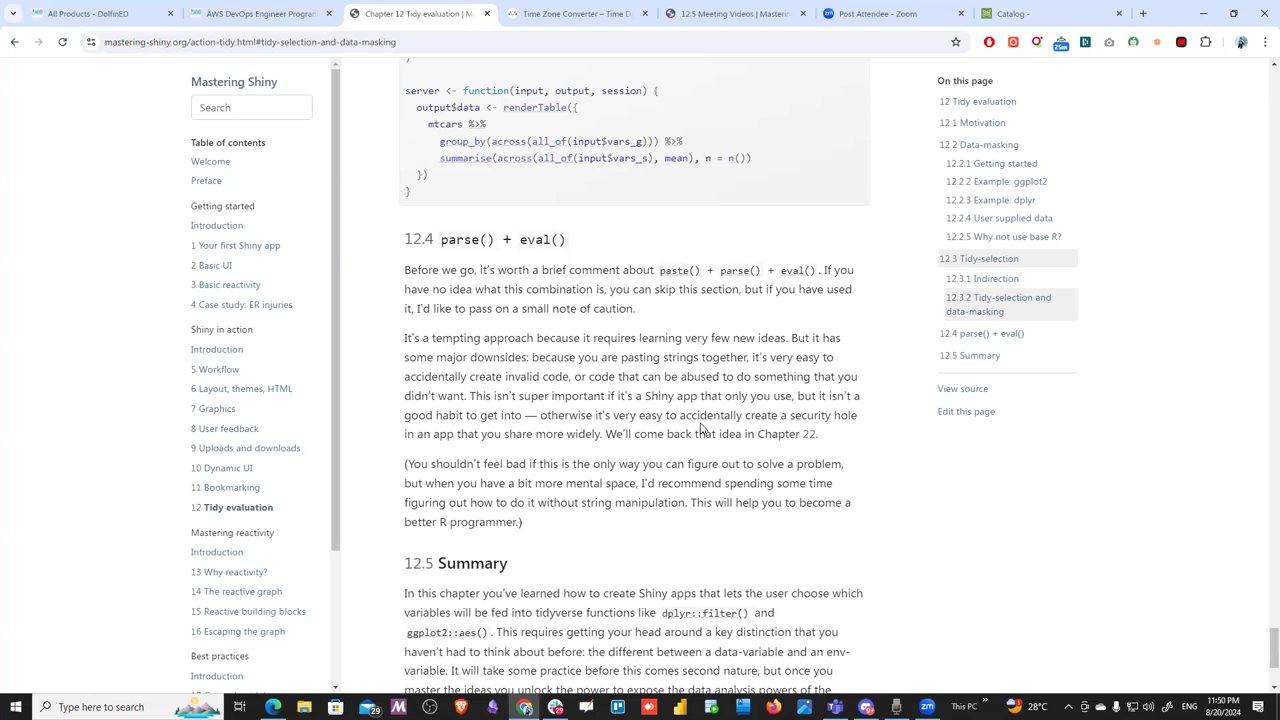 All Products - DolfinED
AWS DevOps Engineer Program
Chapter 12 Tidy evaluation | M
Time Zone Converter – Time D
12.5 Meeting Videos | Mastering
Post Attendee - Zoom
Catalog -
mastering-shiny.org/action-tidy.html#tidy-selection-and-data-masking
25m
Mastering Shiny
Search
Table of contents
Welcome
Preface
Getting started
Introduction
1 Your first Shiny app
2 Basic UI
3 Basic reactivity
4 Case study: ER injuries
Shiny in action
Introduction
5 Workflow
6 Layout, themes, HTML
7 Graphics
8 User feedback
9 Uploads and downloads
10 Dynamic UI
11 Bookmarking
12 Tidy evaluation
Mastering reactivity
Introduction
13 Why reactivity?
14 The reactive graph
15 Reactive building blocks
16 Escaping the graph
Best practices
Introduction
)
server <- function(input, output, session) {
output$data <- renderTable({
mtcars %>%
group_by(across(all_of(input$vars_g))) %>%
summarise(across(all_of(input$vars_s), mean), n = n())
})
}
12.4 parse() + eval()
Before we go, it's worth a brief comment about paste() + parse() + eval(). If you
have no idea what this combination is, you can skip this section, but if you have used
it, I'd like to pass on a small note of caution.
It's a tempting approach because it requires learning very few new ideas. But it has
some major downsides: because you are pasting strings together, it's very easy to
accidentally create invalid code, or code that can be abused to do something that you
didn't want. This isn't super important if it's a Shiny app that only you use, but it isn't a
good habit to get into — otherwise it's very easy to accidentally create a security hole
in an app that you share more widely. We'll come back that idea in Chapter 22.
(You shouldn't feel bad if this is the only way you can figure out to solve a problem,
but when you have a bit more mental space, I'd recommend spending some time
figuring out how to do it without string manipulation. This will help you to become a
better R programmer.)
12.5 Summary
In this chapter you've learned how to create Shiny apps that lets the user choose which
variables will be fed into tidyverse functions like dplyr::filter() and
ggplot2::aes(). This requires getting your head around a key distinction that you
haven't had to think about before: the different between a data-variable and an env-
variable. It will take some practice before this comes second nature, but once you
master the ideas you unlock the power to expose the data analysis powers of the
On this page
12 Tidy evaluation
12.1 Motivation
12.2 Data-masking
12.2.1 Getting started
12.2.2 Example: ggplot2
12.2.3 Example: dplyr
12.2.4 User supplied data
12.2.5 Why not use base R?
12.3 Tidy-selection
12.3.1 Indirection
12.3.2 Tidy-selection and
data-masking
12.4 parse() + eval()
12.5 Summary
View source
Edit this page
Type here to search
29
This PC
28°C
11:50 PM
8/20/2024